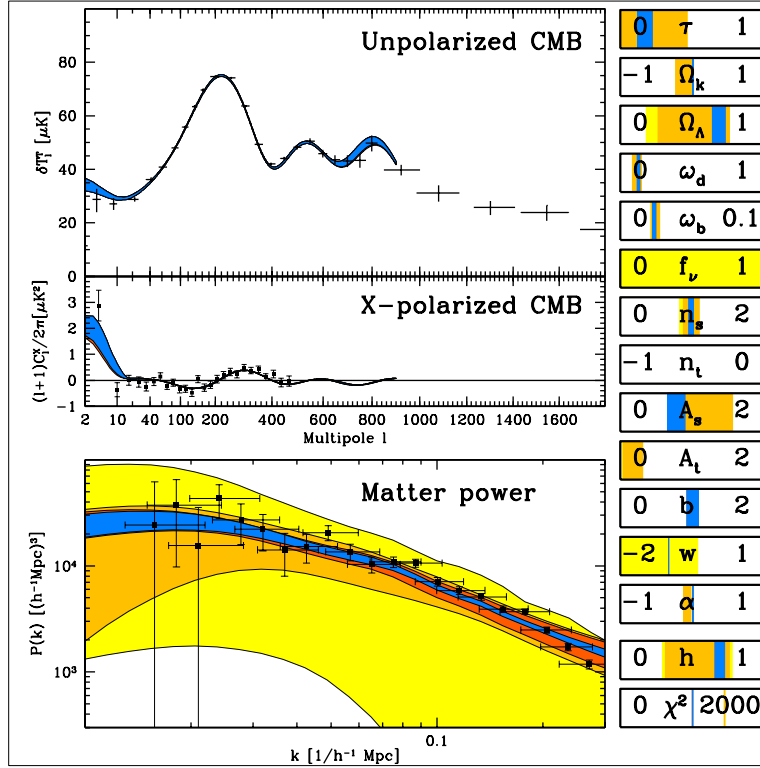 Unpolarized CMB
δT_l^T [μK]
80
60
40
20
0
X-polarized CMB
(l+1)C_l^x/2π[μK²]
3
2
1
0
−1
2 10 40 100 200 400 600 800 1000 1200 1400 1600
Multipole l
Matter power
P(k) [(h⁻¹Mpc)³]
10⁴
10³
0.1
k [1/h⁻¹ Mpc]
0 τ 1
−1 Ω_k 1
0 Ω_Λ 1
0 ω_d 1
0 ω_b 0.1
0 f_ν 1
0 n_s 2
−1 n_t 0
0 A_s 2
0 A_t 2
0 b 2
−2 w 1
−1 α 1
0 h 1
0 χ² 2000